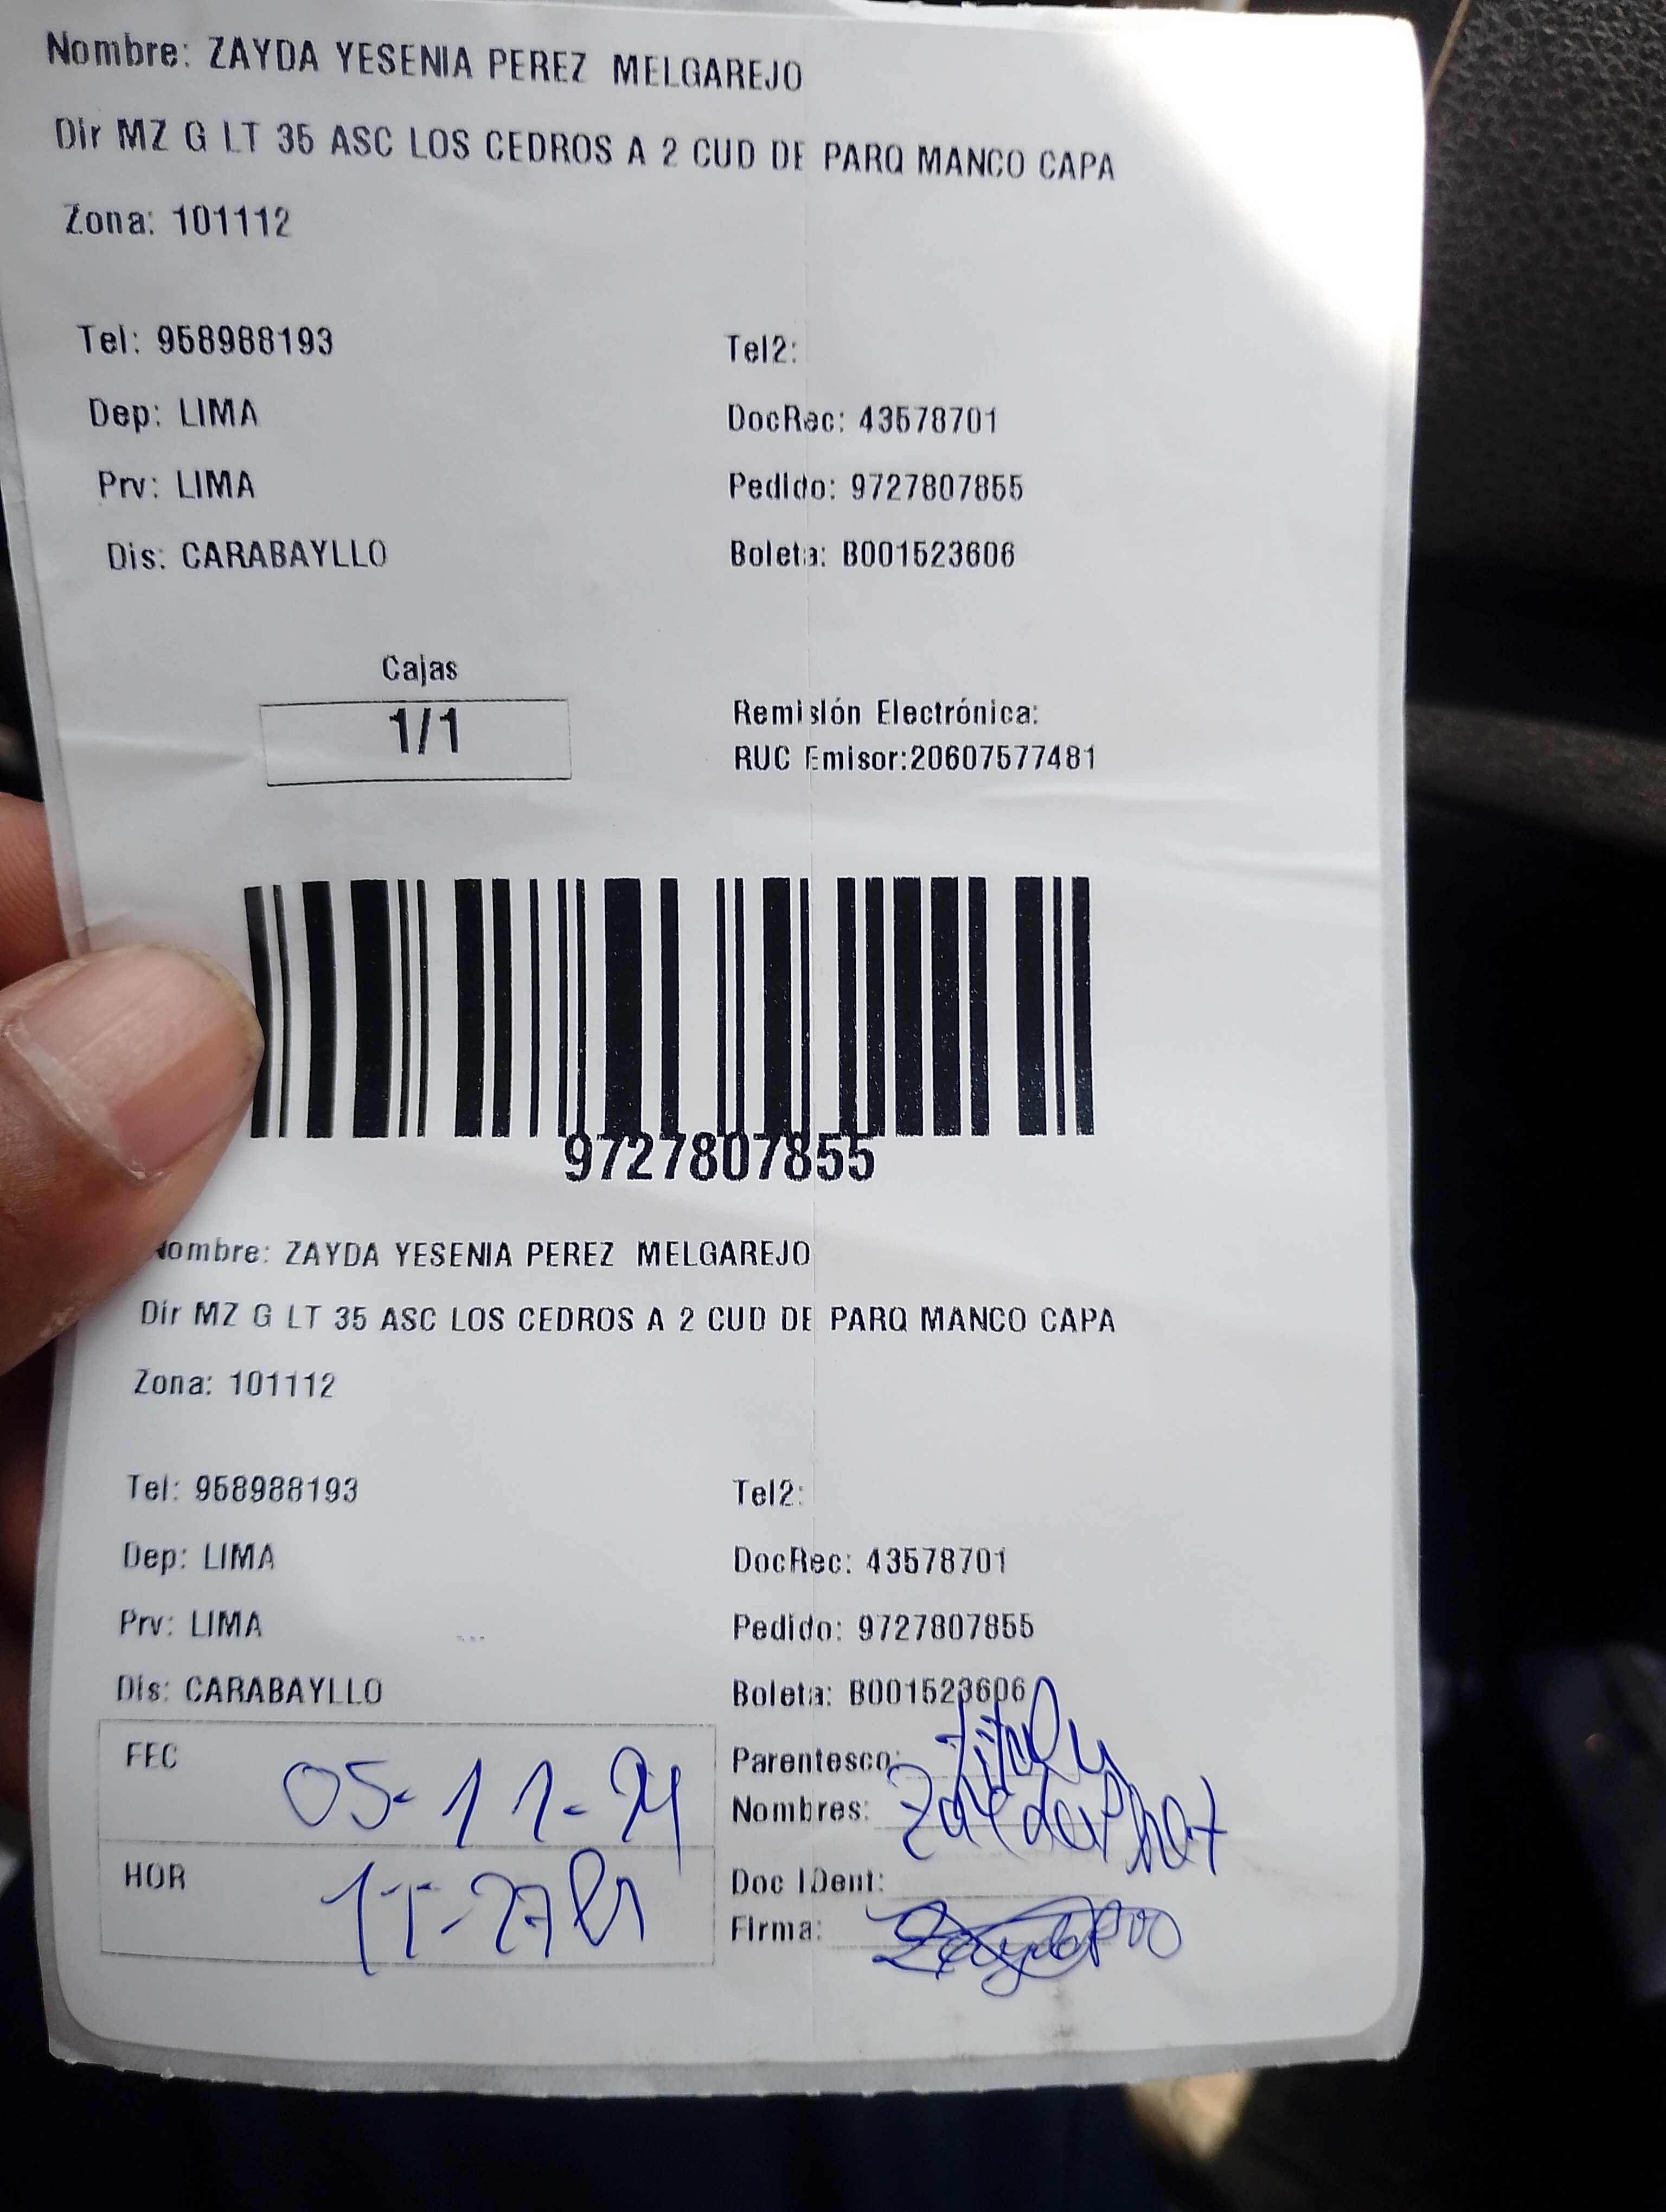 Nombre: ZAYDA YESENIA PEREZ MELGAREJO
Dir MZ G LT 35 ASC LOS CEDROS A 2 CUD DE PARQ MANCO CAPA
Zona: 101112
Tel: 958988193
Tel2:
Dep: LIMA
DocRec: 43578701
Prv: LIMA
Pedido: 9727807855
Dis: CARABAYLLO
Boleta: B001523606
Cajas
1/1
Remisión Electrónica:
RUC Emisor:20607577481
9727807855
Nombre: ZAYDA YESENIA PEREZ MELGAREJO
Dir MZ G LT 35 ASC LOS CEDROS A 2 CUD DE PARQ MANCO CAPA
Zona: 101112
Tel: 958988193
Tel2:
Dep: LIMA
DocRec: 43578701
Prv: LIMA
Pedido: 9727807855
Dis: CARABAYLLO
Boleta: B001523606
FEC 05-11-24
Parentesco:
Nombres:
HOR
Doc IDent:
Firma: